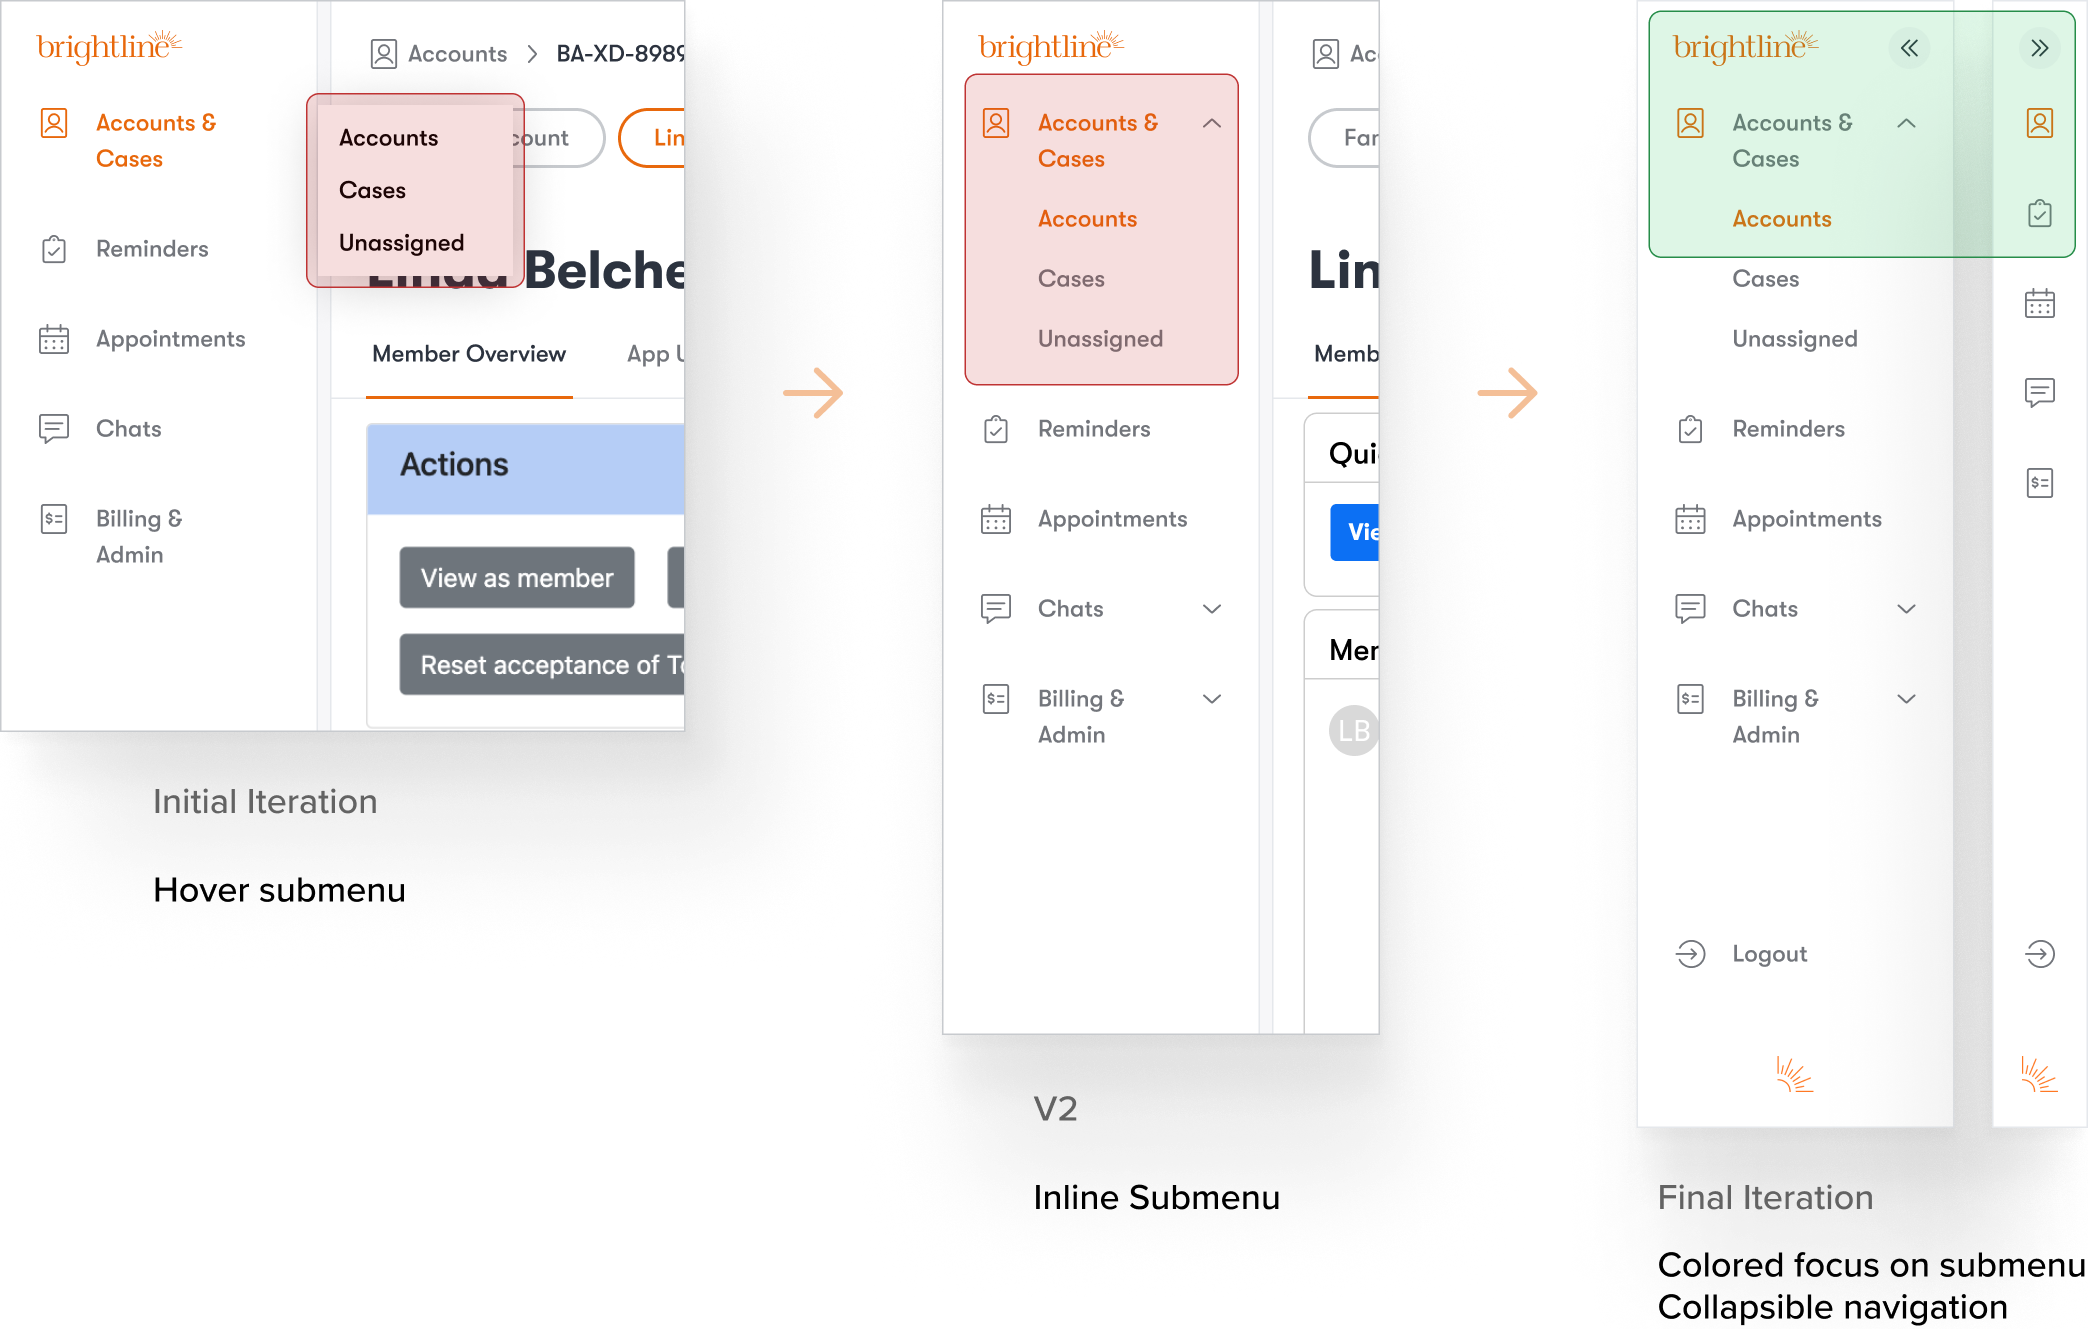 brightline
Accounts &
Cases
Reminders
Appointments
Chats
Billing &
Admin
Accounts
BA-XD-8989
Accounts
Cases
Unassigned
count
Lin
Linda Belche
Member Overview
App U
Actions
View as member
Reset acceptance of To
Initial Iteration
Hover submenu
brightline
Accounts &
Cases
Accounts
Cases
Unassigned
Reminders
Appointments
Chats
Billing &
Admin
Ac
Far
Lin
Memb
Qui
Vie
Mer
LB
V2
Inline Submenu
brightline
Accounts &
Cases
Accounts
Cases
Unassigned
Reminders
Appointments
Chats
Billing &
Admin
Logout
Final Iteration
Colored focus on submenu
Collapsible navigation